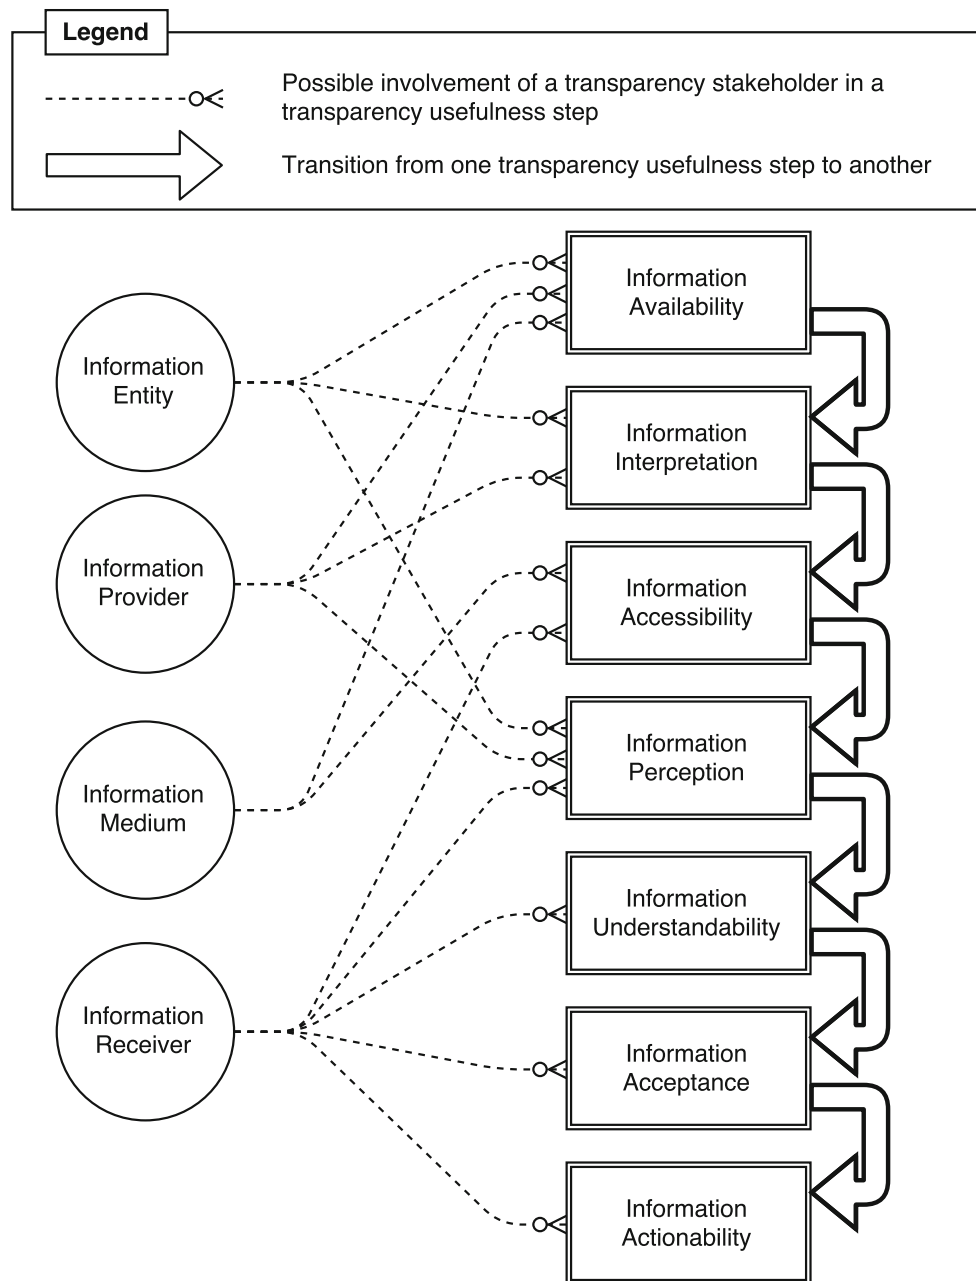 Legend
Possible involvement of a transparency stakeholder in a
transparency usefulness step
Transition from one transparency usefulness step to another
Information
Entity
Information
Provider
Information
Medium
Information
Receiver
Information
Availability
Information
Interpretation
Information
Accessibility
Information
Perception
Information
Understandability
Information
Acceptance
Information
Actionability